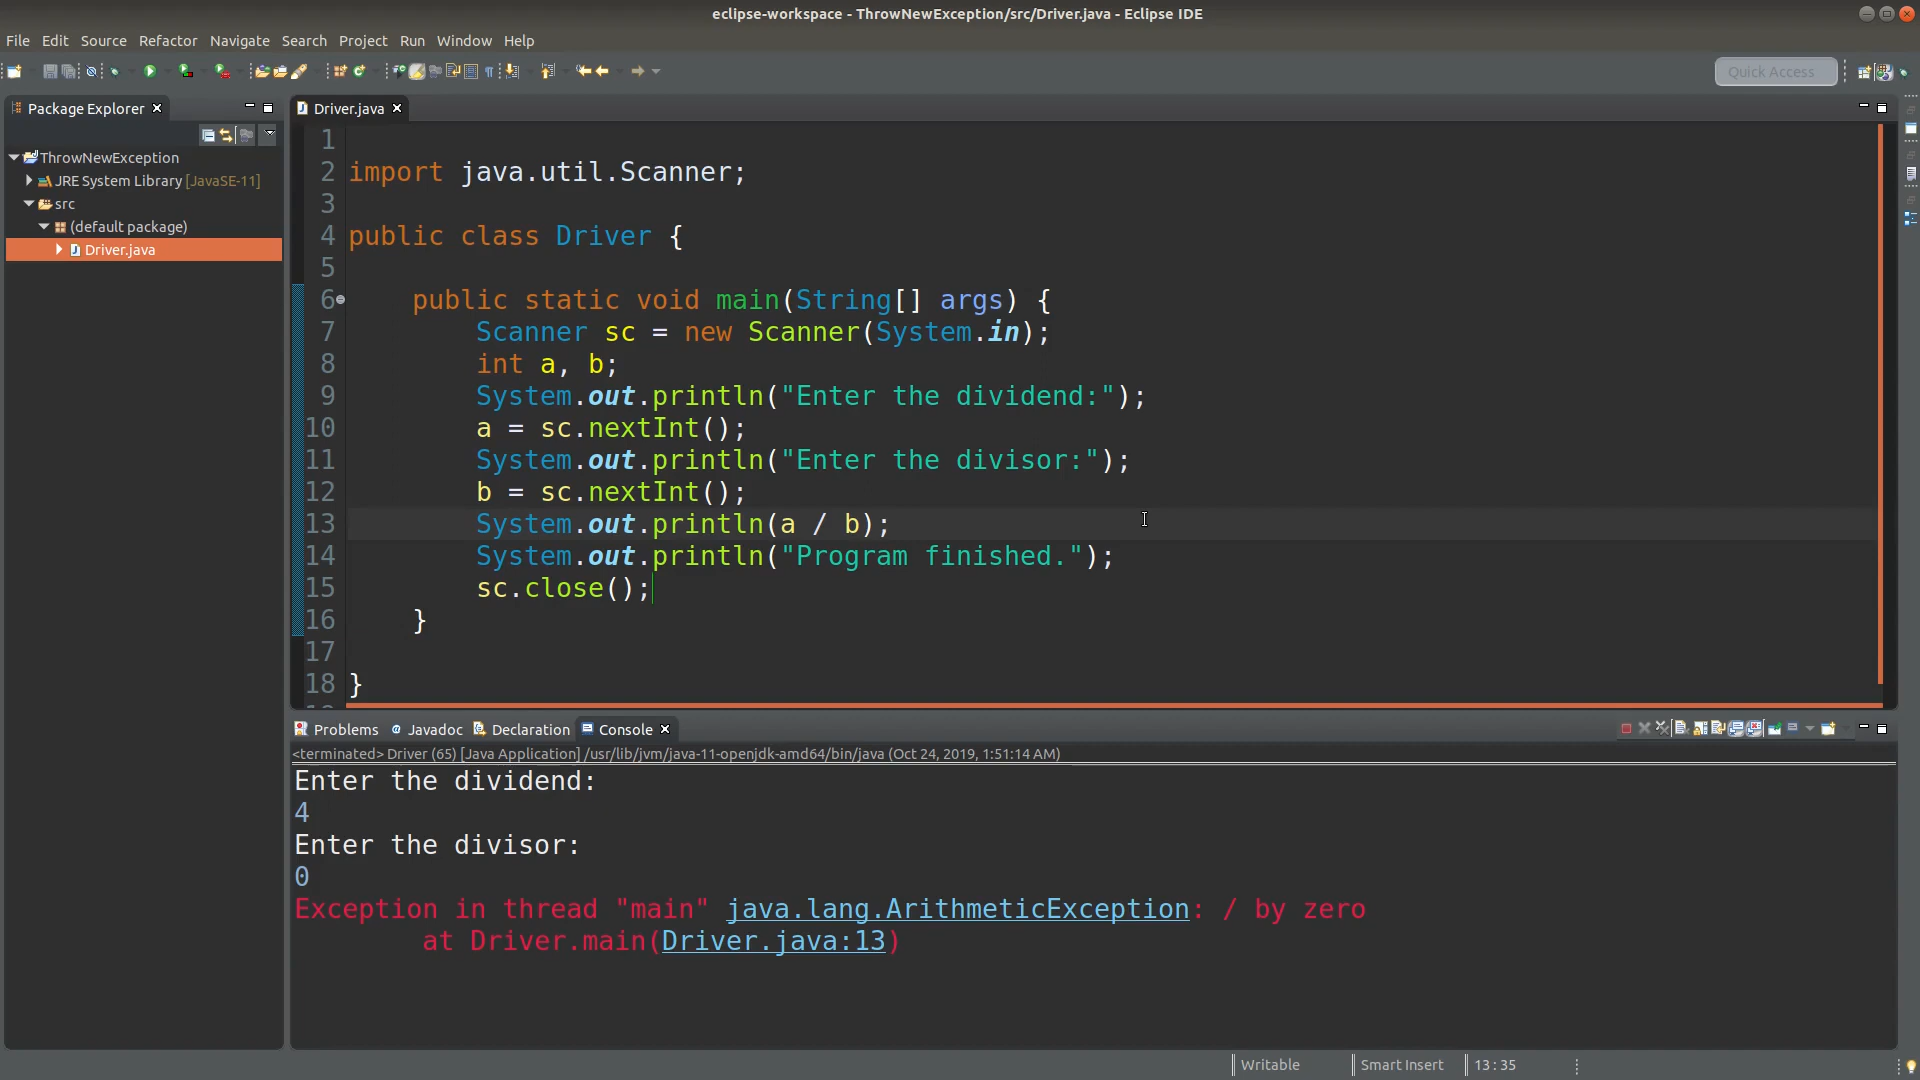 eclipse-workspace - ThrowNewException/src/Driver.java - Eclipse IDE
File Edit Source Refactor Navigate Search Project Run Window Help
Quick Access
Package Explorer
ThrowNewException
JRE System Library [JavaSE-11]
src
(default package)
Driver.java
Driver.java
1
2 import java.util.Scanner;
3
4 public class Driver {
5
6 public static void main(String[] args) {
7 Scanner sc = new Scanner(System.in);
8 int a, b;
9 System.out.println("Enter the dividend:");
10 a = sc.nextInt();
11 System.out.println("Enter the divisor:");
12 b = sc.nextInt();
13 System.out.println(a / b);
14 System.out.println("Program finished.");
15 sc.close();
16 }
17
18 }
Problems Javadoc Declaration Console
<terminated> Driver (65) [Java Application] /usr/lib/jvm/java-11-openjdk-amd64/bin/java (Oct 24, 2019, 1:51:14 AM)
Enter the dividend:
4
Enter the divisor:
0
Exception in thread "main" java.lang.ArithmeticException: / by zero
at Driver.main(Driver.java:13)
Writable Smart Insert 13:35